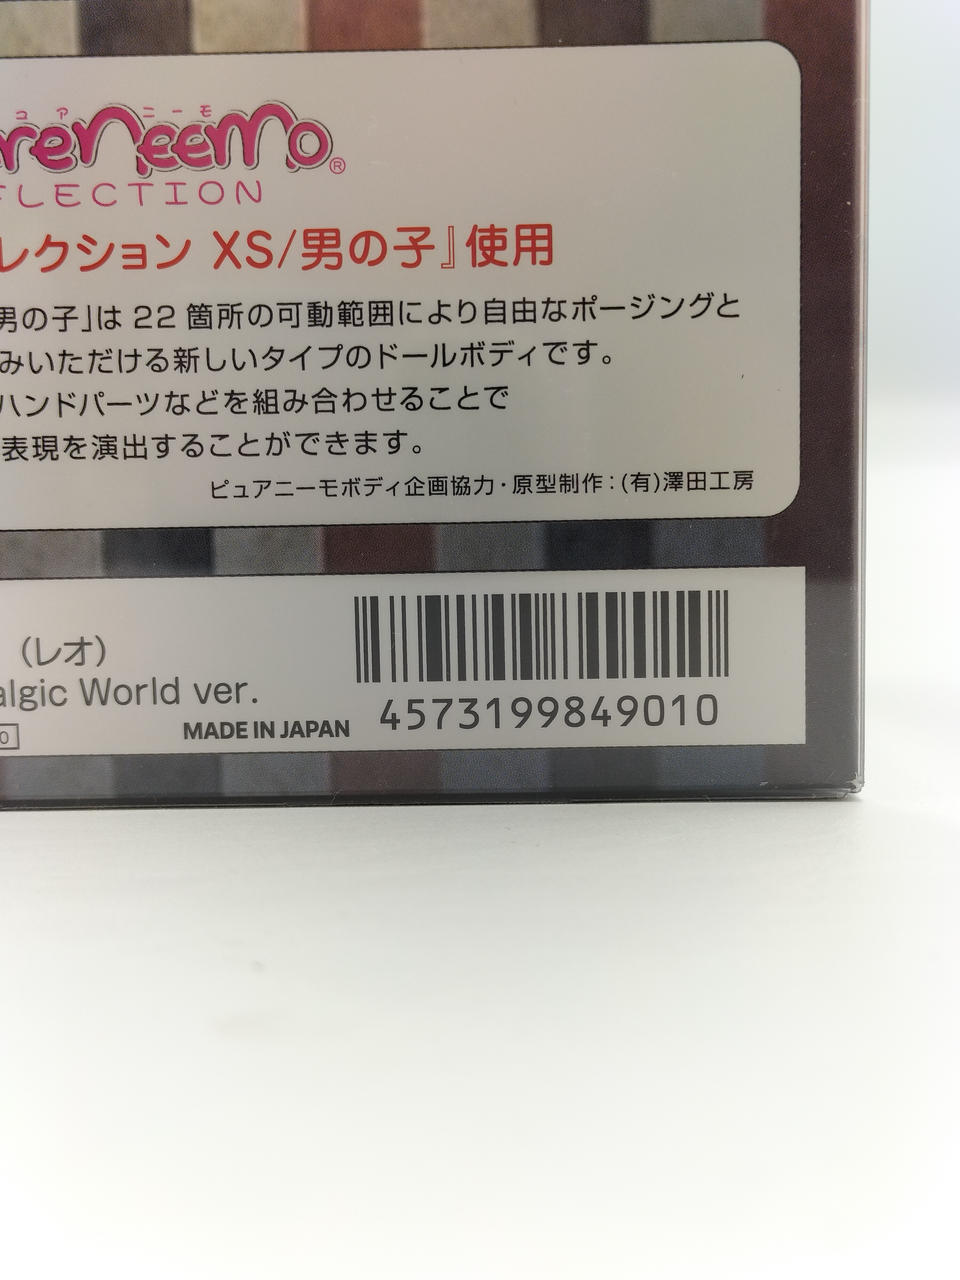 コア ニーモ
reneemo®
FLECTION
レクション XS/男の子』使用
男の子」は 22 箇所の可動範囲により自由なポージングと
みいただける新しいタイプのドールボディです。
ハンドパーツなどを組み合わせることで
表現を演出することができます。
ピュアニーモボディ企画協力・原型制作：(有)澤田工房
（レオ）
algic World ver.
0
MADE IN JAPAN
4573199849010